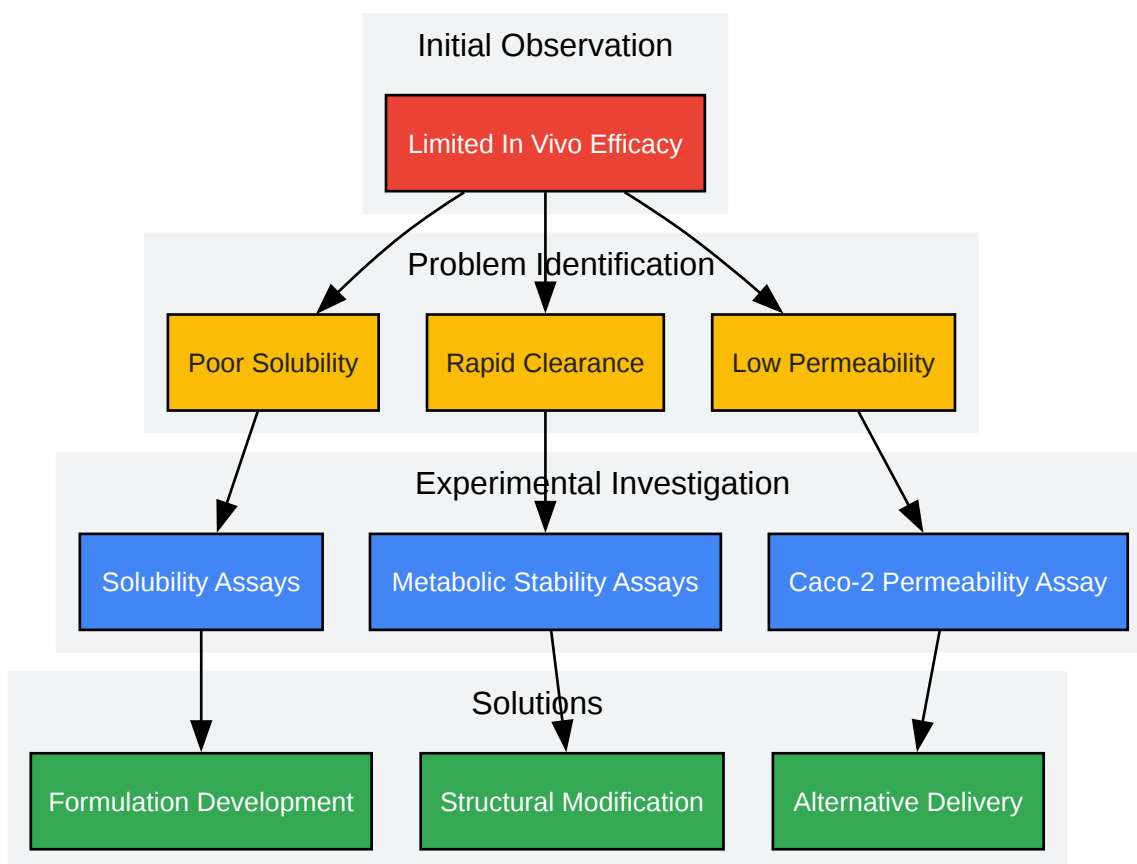 Initial Observation
Limited In Vivo Efficacy
Problem Identification
Poor Solubility
Rapid Clearance
Low Permeability
Experimental Investigation
Solubility Assays
Metabolic Stability Assays
Caco-2 Permeability Assay
Solutions
Formulation Development
Structural Modification
Alternative Delivery